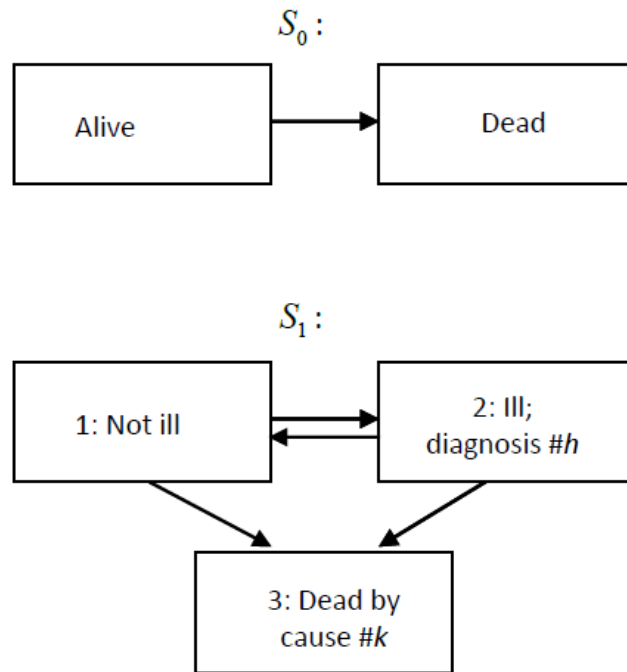 S₀ :
Alive
Dead
S₁ :
1: Not ill
2: Ill;
diagnosis #h
3: Dead by
cause #k